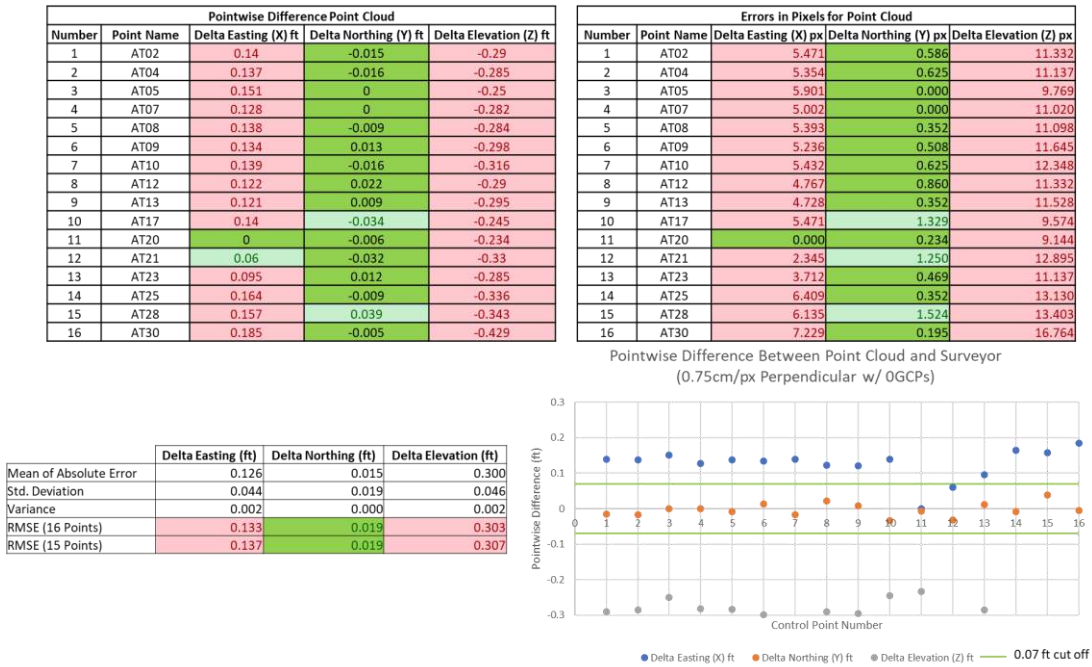 Pointwise Difference Point Cloud
Number Point Name Delta Easting (X) ft Delta Northing (Y) ft Delta Elevation (Z) ft
1 AT02 0.14 -0.015 -0.29
2 AT04 0.137 -0.016 -0.285
3 AT05 0.151 0 -0.25
4 AT07 0.128 0 -0.282
5 AT08 0.138 -0.009 -0.284
6 AT09 0.134 0.013 -0.298
7 AT10 0.139 -0.016 -0.316
8 AT12 0.122 0.022 -0.29
9 AT13 0.121 0.009 -0.295
10 AT17 0.14 -0.034 -0.245
11 AT20 0 -0.006 -0.234
12 AT21 0.06 -0.032 -0.33
13 AT23 0.095 0.012 -0.285
14 AT25 0.164 -0.009 -0.336
15 AT28 0.157 0.039 -0.343
16 AT30 0.185 -0.005 -0.429
Errors in Pixels for Point Cloud
Number Point Name Delta Easting (X) px Delta Northing (Y) px Delta Elevation (Z) px
1 AT02 5.471 0.586 11.332
2 AT04 5.354 0.625 11.137
3 AT05 5.901 0.000 9.769
4 AT07 5.002 0.000 11.020
5 AT08 5.393 0.352 11.098
6 AT09 5.236 0.508 11.645
7 AT10 5.432 0.625 12.348
8 AT12 4.767 0.860 11.332
9 AT13 4.728 0.352 11.528
10 AT17 5.471 1.329 9.574
11 AT20 0.000 0.234 9.144
12 AT21 2.345 1.250 12.895
13 AT23 3.712 0.469 11.137
14 AT25 6.409 0.352 13.130
15 AT28 6.135 1.524 13.403
16 AT30 7.229 0.195 16.764
Delta Easting (ft) Delta Northing (ft) Delta Elevation (ft)
Mean of Absolute Error 0.126 0.015 0.300
Std. Deviation 0.044 0.019 0.046
Variance 0.002 0.000 0.002
RMSE (16 Points) 0.133 0.019 0.303
RMSE (15 Points) 0.137 0.019 0.307
Pointwise Difference Between Point Cloud and Surveyor
(0.75cm/px Perpendicular w/ 0GCPs)
Pointwise Difference (ft)
0.3
0.2
0.1
0
-0.1
-0.2
-0.3
0 1 2 3 4 5 6 7 8 9 10 11 12 13 14 15 16
Control Point Number
Delta Easting (X) ft Delta Northing (Y) ft Delta Elevation (Z) ft 0.07 ft cut off